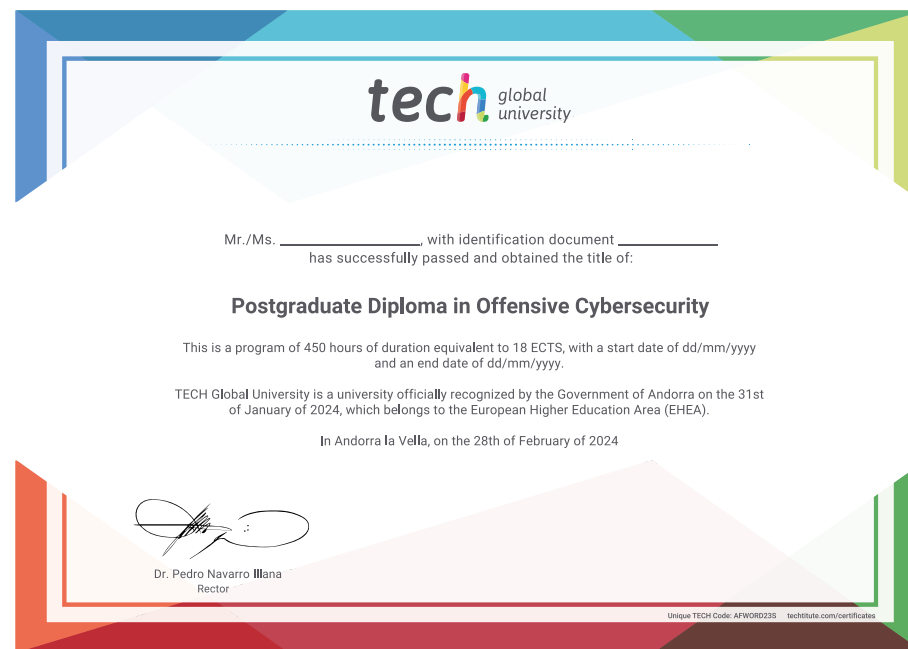 tech global university
Mr./Ms. ____________________, with identification document ______________
has successfully passed and obtained the title of:
Postgraduate Diploma in Offensive Cybersecurity
This is a program of 450 hours of duration equivalent to 18 ECTS, with a start date of dd/mm/yyyy
and an end date of dd/mm/yyyy.
TECH Global University is a university officially recognized by the Government of Andorra on the 31st
of January of 2024, which belongs to the European Higher Education Area (EHEA).
In Andorra la Vella, on the 28th of February of 2024
Dr. Pedro Navarro Illana
Rector
Unique TECH Code: AFWORD23S techtitute.com/certificates